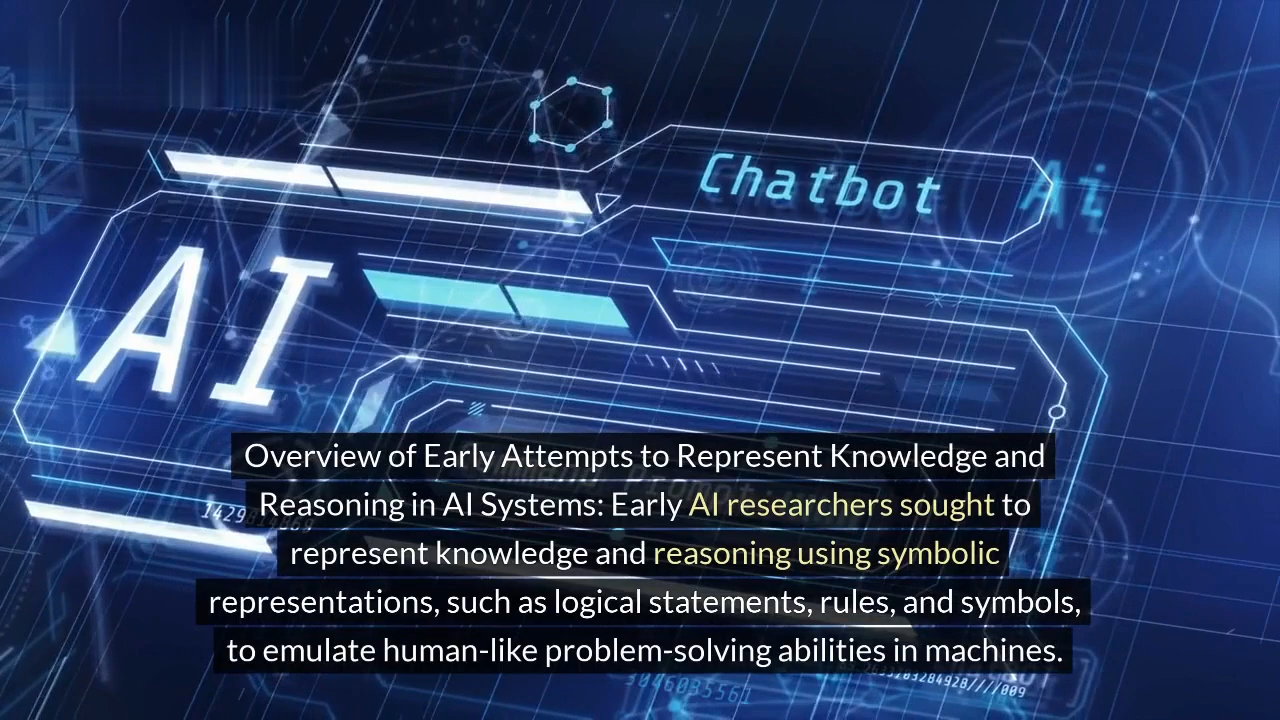 Chatbot
Ai
AI
Overview of Early Attempts to Represent Knowledge and
Reasoning in AI Systems: Early AI researchers sought to
represent knowledge and reasoning using symbolic
representations, such as logical statements, rules, and symbols,
to emulate human-like problem-solving abilities in machines.